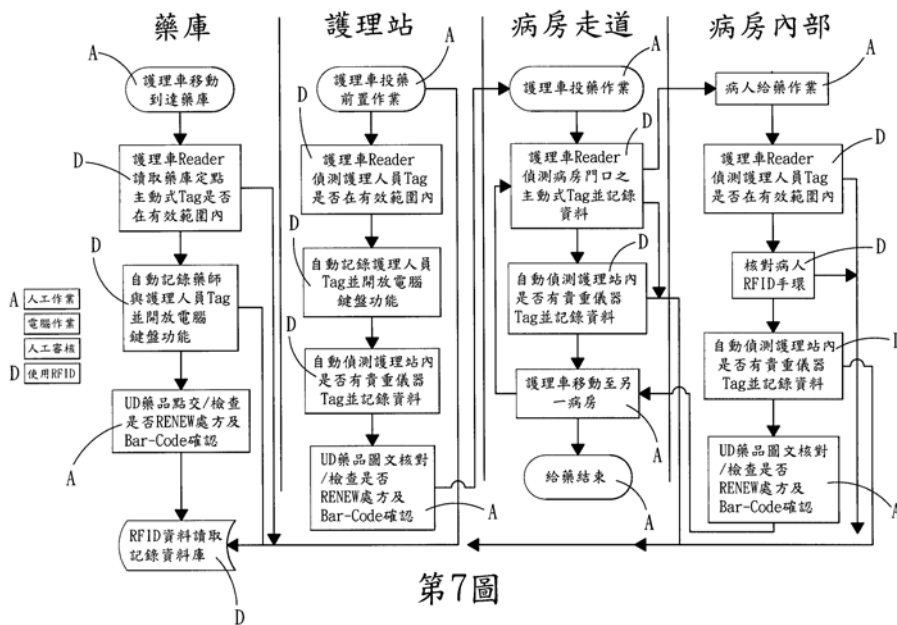 藥庫
A
護理車移動
到達藥庫
D
護理車Reader
讀取藥庫定點
主動式Tag是否
在有效範圍內
D
自動記錄藥師
與護理人員Tag
並開放電腦
鍵盤功能
UD藥品點交/檢查
是否RENEW處方及
Bar-Code確認
A
RFID資料讀取
記錄資料庫
D
A 人工作業
電腦作業
人工審核
D 使用RFID
護理站
護理車投藥
前置作業
A
D
護理車Reader
偵測護理人員Tag
是否在有效範圍內
D
自動記錄護理人員
Tag並開放電腦
鍵盤功能
D
自動偵測護理站內
是否有貴重儀器
Tag並記錄資料
UD藥品圖文核對
/檢查是否
RENEW處方及
Bar-Code確認
A
病房走道
A
護理車投藥作業
D
護理車Reader
偵測病房門口之
主動式Tag並記錄
資料
D
自動偵測護理站內
是否有貴重儀器
Tag並記錄資料
護理車移動至另
一病房
A
給藥結束
A
病房內部
A
病人給藥作業
D
護理車Reader
偵測護理人員Tag
是否在有效範圍內
D
核對病人
RFID手環
D
自動偵測護理站內
是否有貴重儀器
Tag並記錄資料
UD藥品圖文核對
/檢查是否
RENEW處方及
Bar-Code確認
A
第7圖